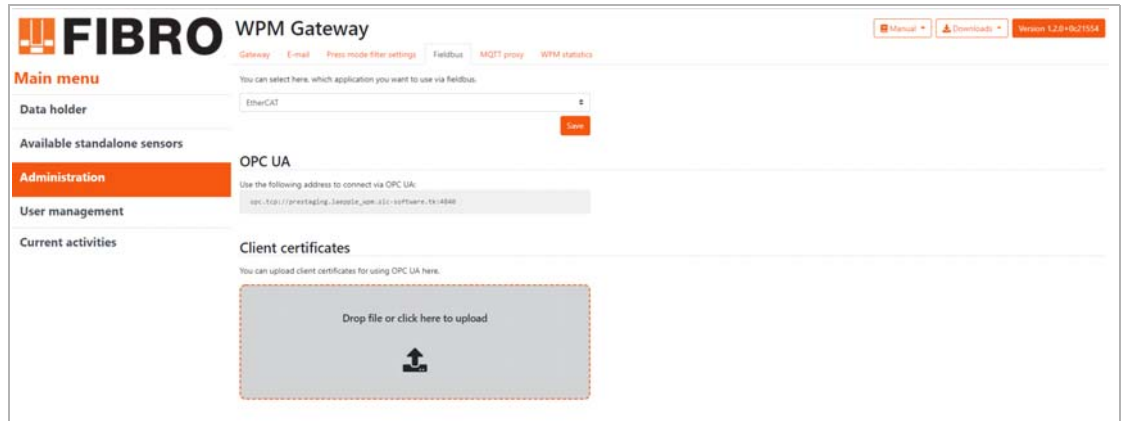 FIBRO
WPM Gateway
Manual
Downloads
Version 1.2.0+0c21554
Gateway E-mail Press mode filter settings Fieldbus MQTT proxy WPM statistics
Main menu
Data holder
Available standalone sensors
Administration
User management
Current activities
You can select here, which application you want to use via fieldbus.
EtherCAT
Save
OPC UA
Use the following address to connect via OPC UA:
Client certificates
You can upload client certificates for using OPC UA here.
Drop file or click here to upload